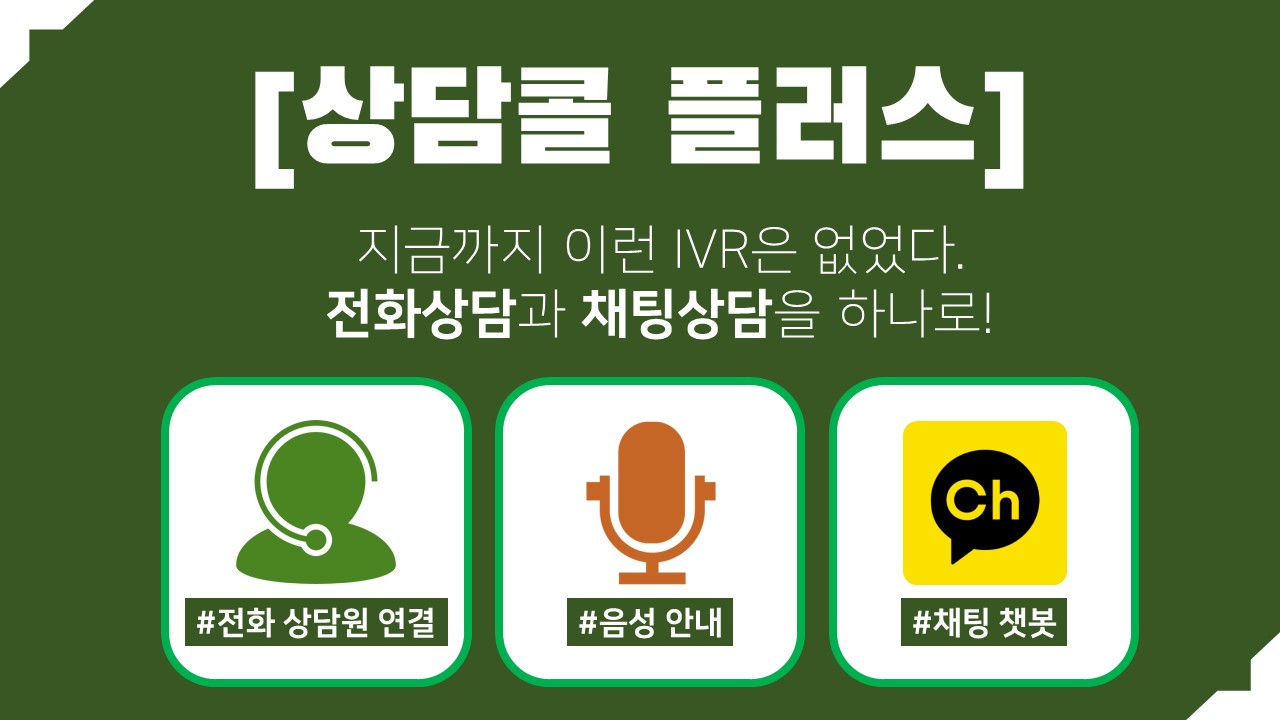 [상담콜 플러스]
지금까지 이런 IVR은 없었다.
전화상담과 채팅상담을 하나로!
Ch
#전화 상담원 연결
#음성 안내
#채팅 챗봇